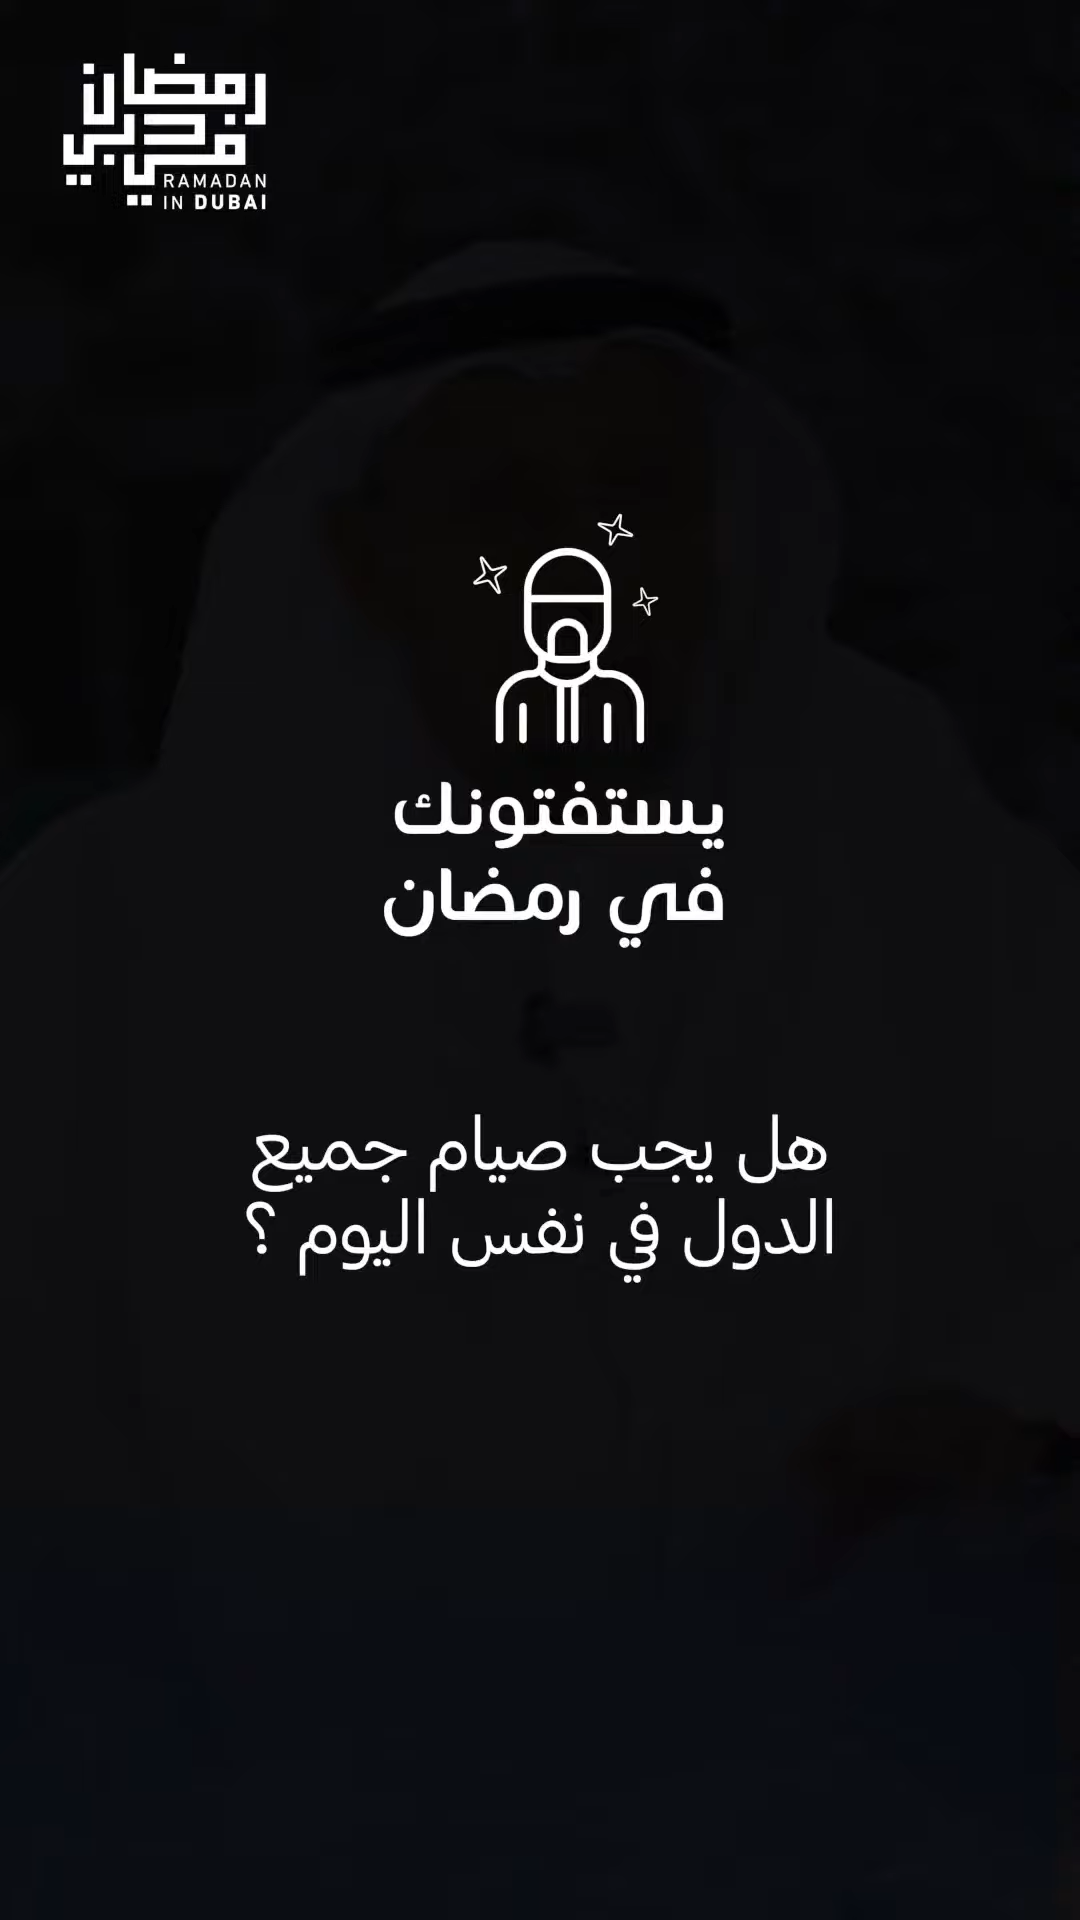 رمضان
في دبي
RAMADAN
IN DUBAI
يستفتونك
في رمضان
هل يجب صيام جميع
الدول في نفس اليوم ؟